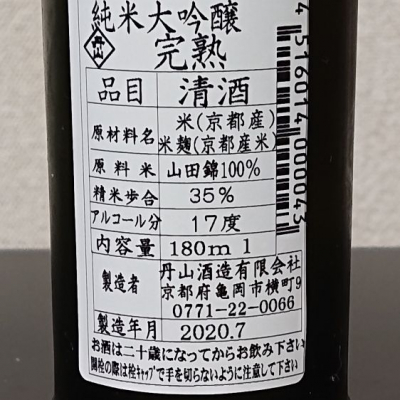 純米大吟醸
丹山
完熟
品目 清酒
原材料名 米(京都産)
米麹(京都産米)
原料米 山田錦100%
精米歩合 35%
アルコール分 17度
内容量 180ml
製造者 丹山酒造有限会社
京都府亀岡市横町9
0771-22-0066
製造年月 2020.7
お酒は二十歳になってからお飲み下さい
開栓の際は栓キャップで手を切らないように注意して下さい
4 516014 000043